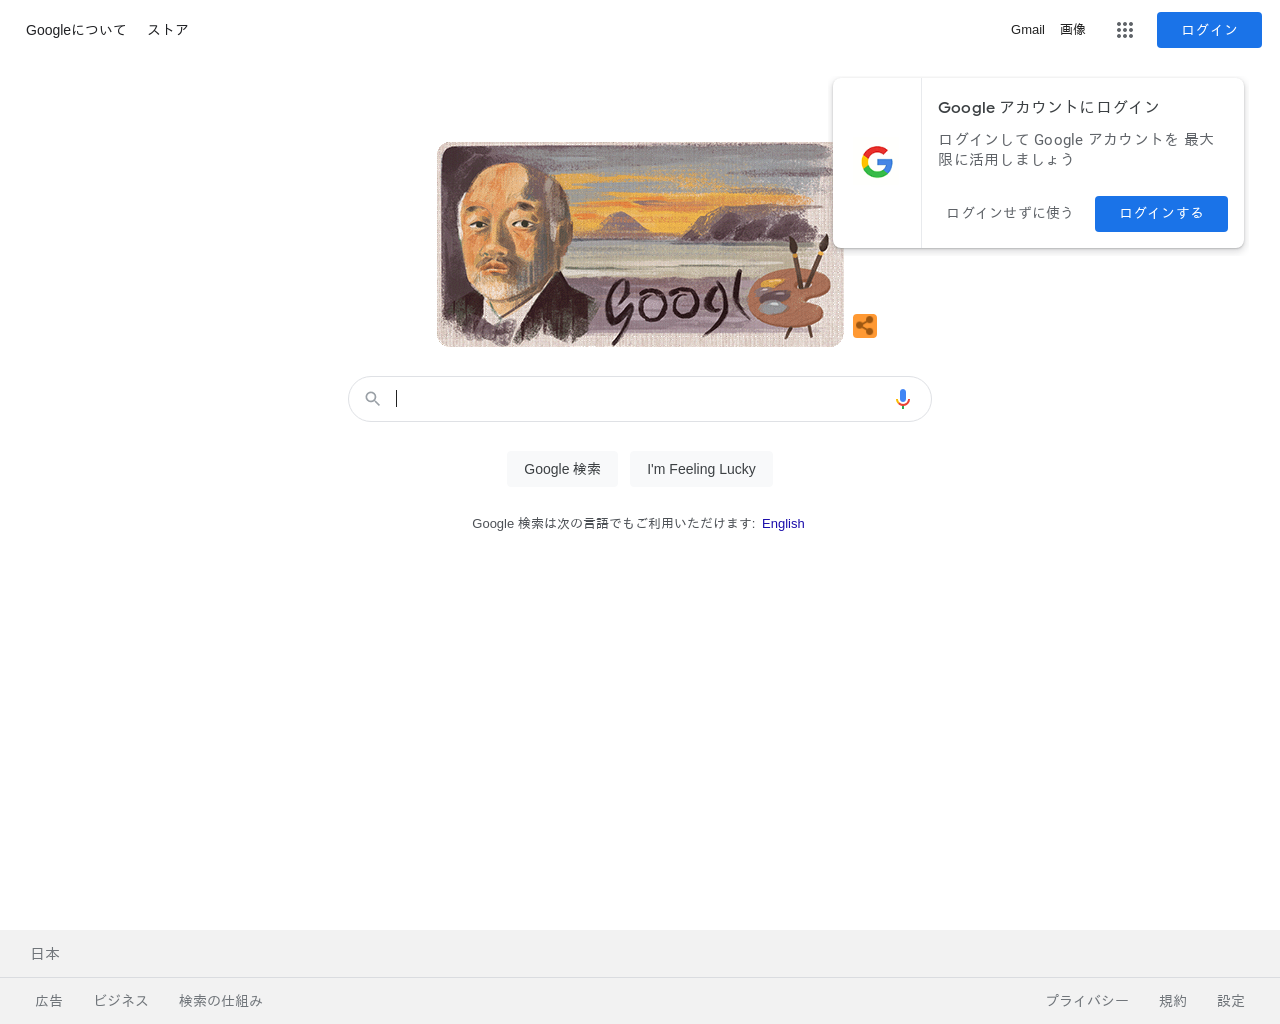 Googleについて ストア
Gmail 画像 ログイン
Google アカウントにログイン
ログインして Google アカウントを 最大
限に活用しましょう
ログインせずに使う ログインする
Googl
Google 検索 I'm Feeling Lucky
Google 検索は次の言語でもご利用いただけます: English
日本
広告 ビジネス 検索の仕組み プライバシー 規約 設定